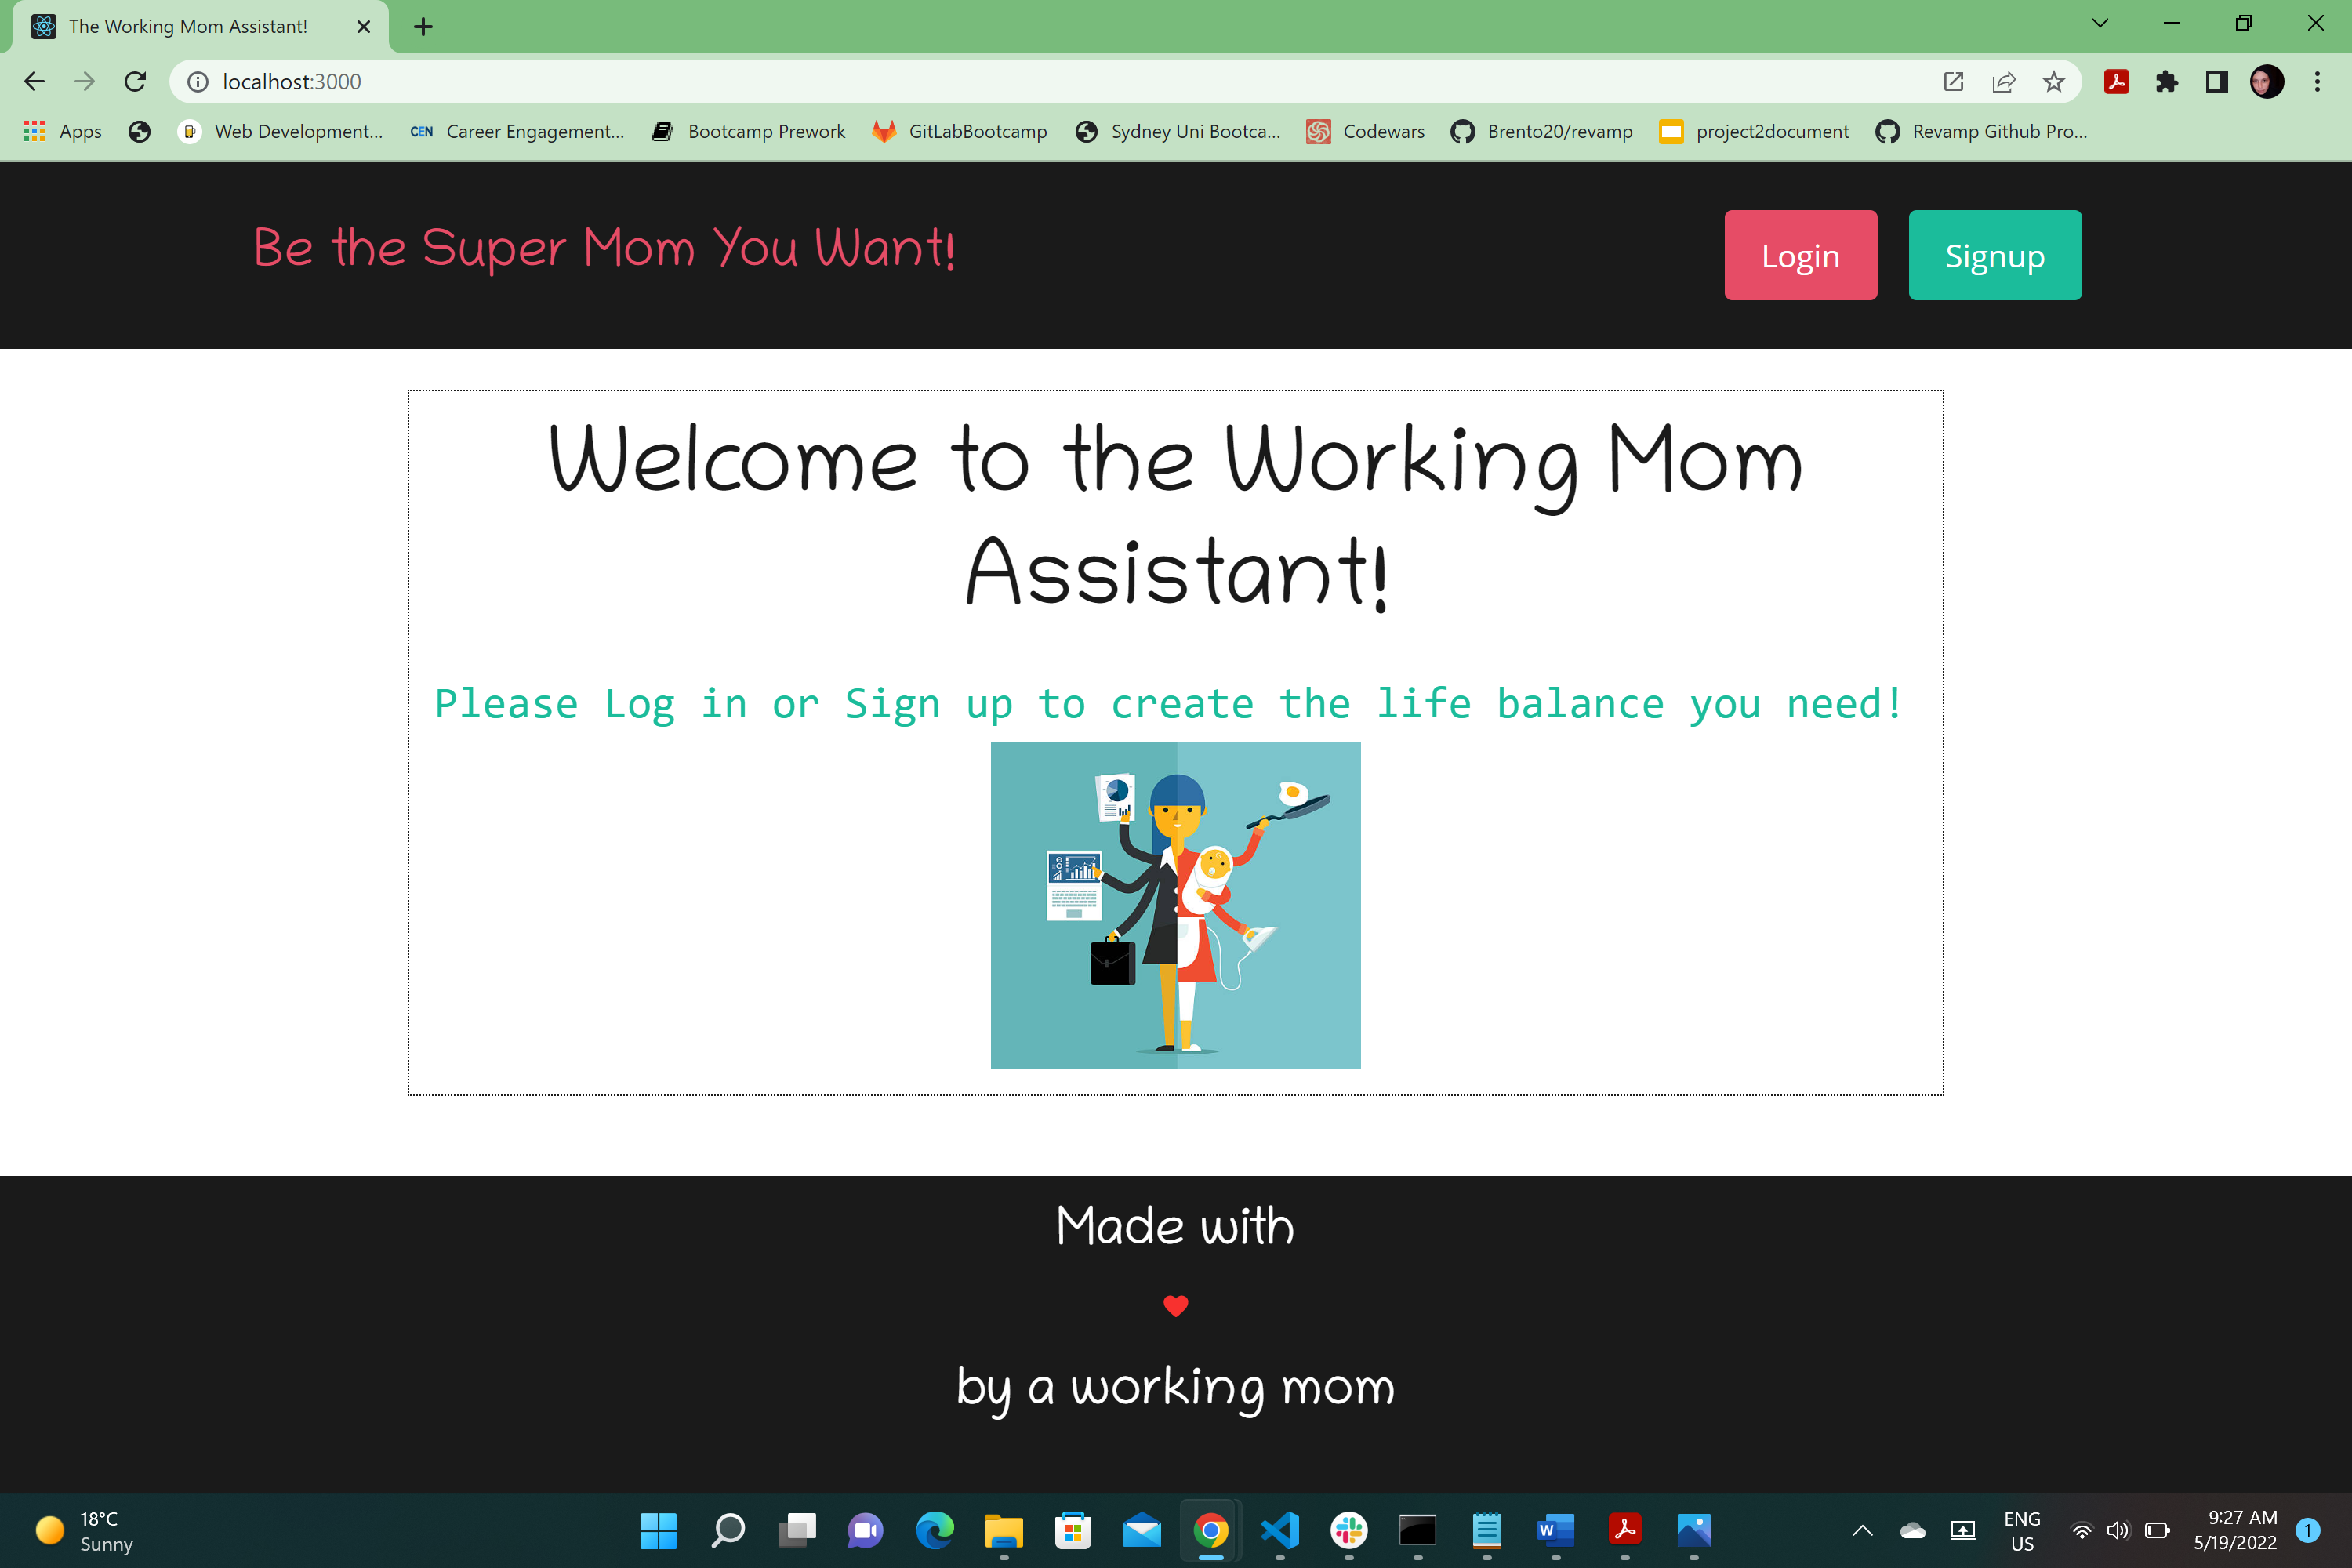 The Working Mom Assistant!
localhost:3000
Apps
Web Development...
CEN Career Engagement...
Bootcamp Prework
GitLabBootcamp
Sydney Uni Bootca...
Codewars
Brento20/revamp
project2document
Revamp Github Pro...
Be the Super Mom You Want!
Login
Signup
Welcome to the Working Mom
Assistant!
Please Log in or Sign up to create the life balance you need!
Made with
by a working mom
18°C
Sunny
W
ENG
US
9:27 AM
5/19/2022
1